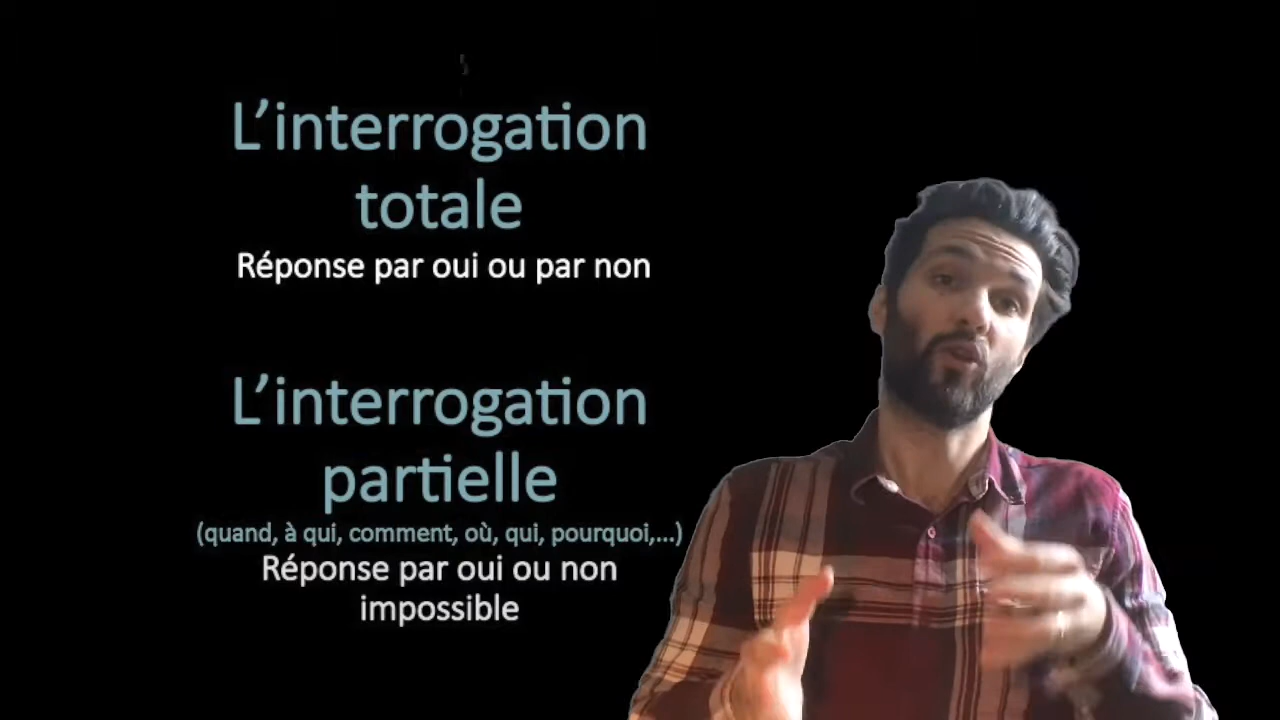 L’interrogation
totale
Réponse par oui ou par non
L’interrogation
partielle
(quand, à qui, comment, où, qui, pourquoi,...)
Réponse par oui ou non
impossible